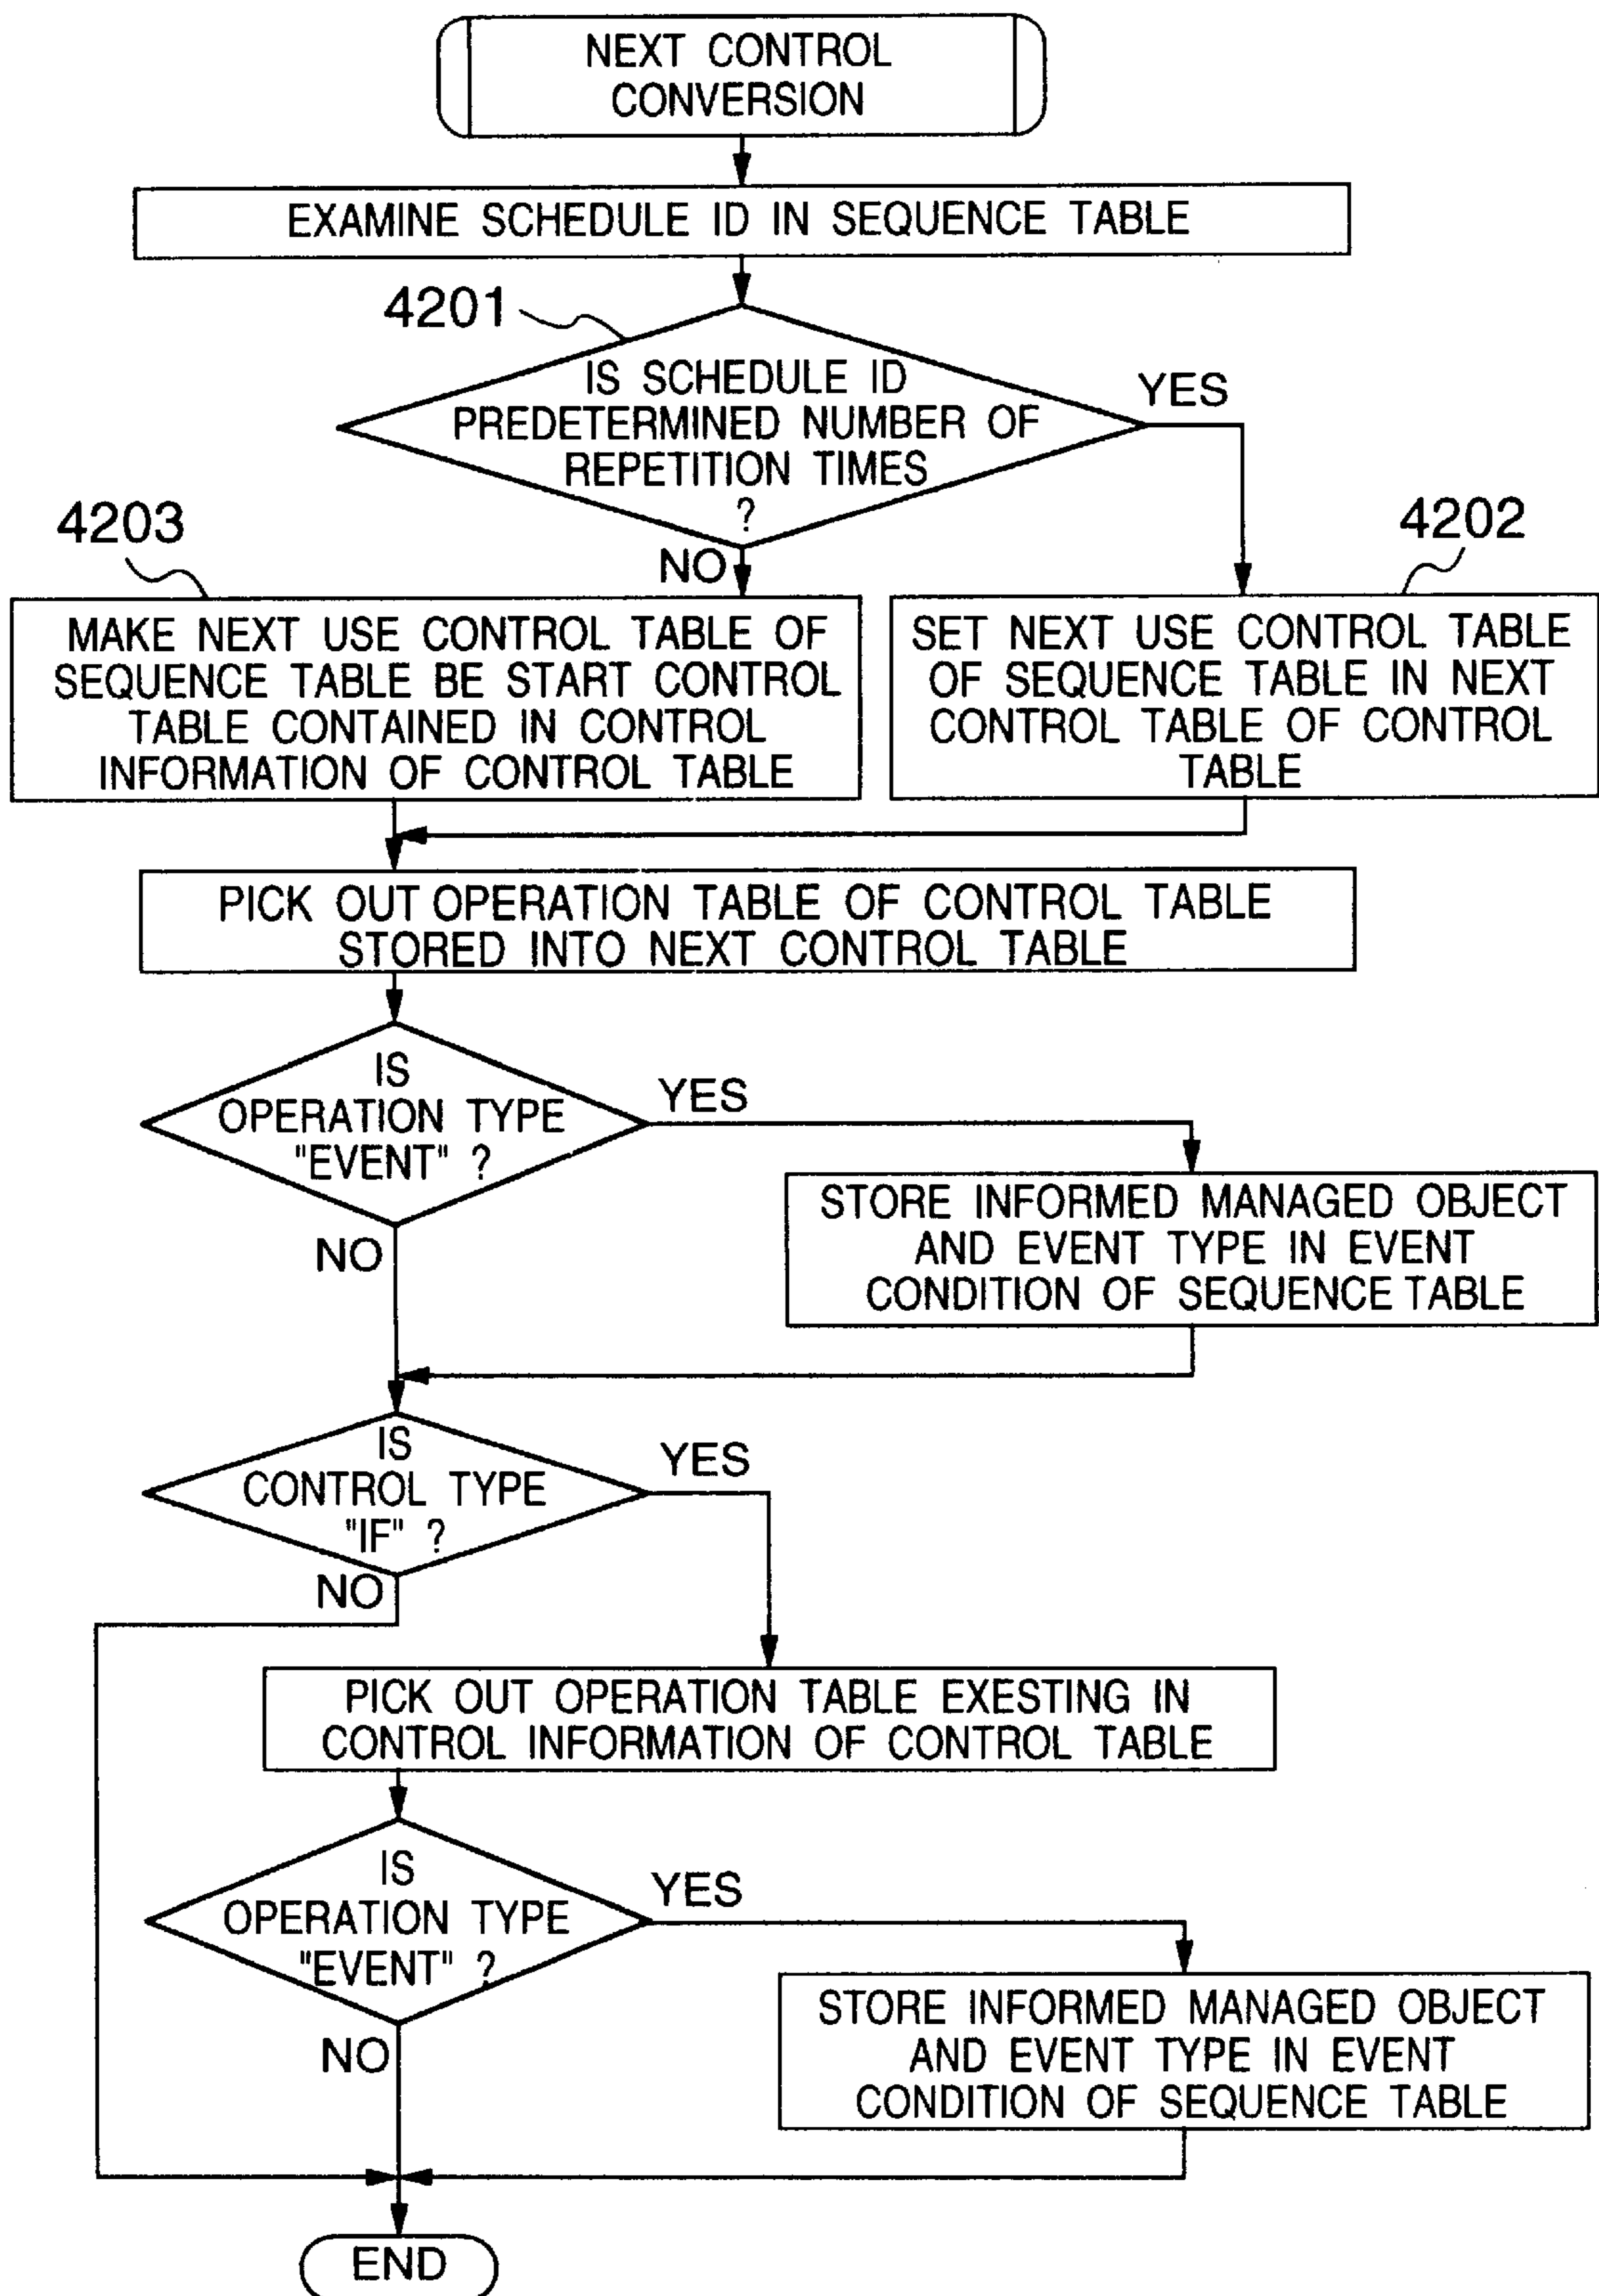 NEXT CONTROL
CONVERSION
EXAMINE SCHEDULE ID IN SEQUENCE TABLE
4201
IS SCHEDULE ID
PREDETERMINED NUMBER OF
REPETITION TIMES
?
YES
NO
4203
MAKE NEXT USE CONTROL TABLE OF
SEQUENCE TABLE BE START CONTROL
TABLE CONTAINED IN CONTROL
INFORMATION OF CONTROL TABLE
4202
SET NEXT USE CONTROL TABLE
OF SEQUENCE TABLE IN NEXT
CONTROL TABLE OF CONTROL
TABLE
PICK OUT OPERATION TABLE OF CONTROL TABLE
STORED INTO NEXT CONTROL TABLE
IS
OPERATION TYPE
"EVENT" ?
YES
NO
STORE INFORMED MANAGED OBJECT
AND EVENT TYPE IN EVENT
CONDITION OF SEQUENCE TABLE
IS
CONTROL TYPE
"IF" ?
YES
NO
PICK OUT OPERATION TABLE EXESTING IN
CONTROL INFORMATION OF CONTROL TABLE
IS
OPERATION TYPE
"EVENT" ?
YES
NO
STORE INFORMED MANAGED OBJECT
AND EVENT TYPE IN EVENT
CONDITION OF SEQUENCE TABLE
END